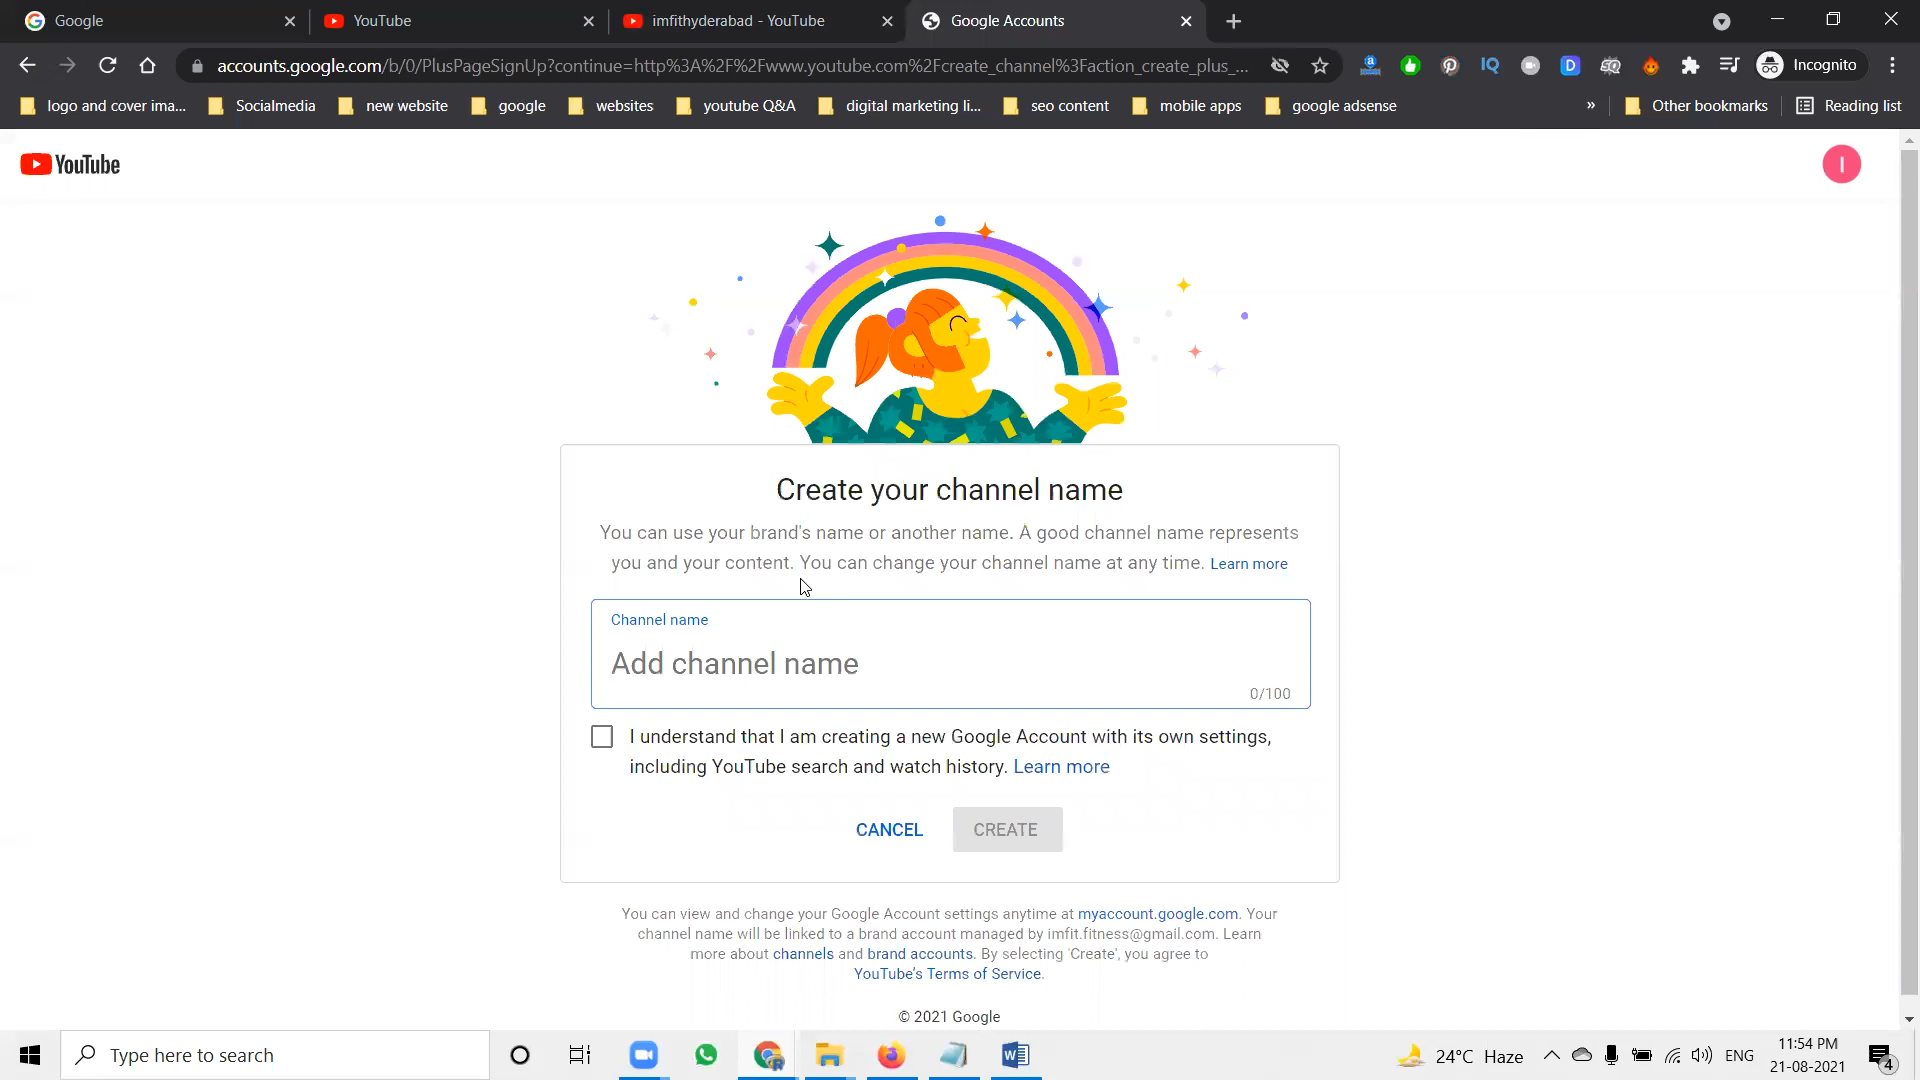 Google
YouTube
imfithyderabad - YouTube
Google Accounts
accounts.google.com/b/0/PlusPageSignUp?continue=http%3A%2F%2Fwww.youtube.com%2Fcreate_channel%3Faction_create_plus_...
Incognito
logo and cover ima...
Socialmedia
new website
google
websites
youtube Q&A
digital marketing li...
seo content
mobile apps
google adsense
»
Other bookmarks
Reading list
YouTube
I
Create your channel name
You can use your brand's name or another name. A good channel name represents
you and your content. You can change your channel name at any time. Learn more
Channel name
Add channel name
0/100
I understand that I am creating a new Google Account with its own settings,
including YouTube search and watch history. Learn more
CANCEL
CREATE
You can view and change your Google Account settings anytime at myaccount.google.com. Your
channel name will be linked to a brand account managed by imfit.fitness@gmail.com. Learn
more about channels and brand accounts. By selecting 'Create', you agree to
YouTube's Terms of Service.
© 2021 Google
Type here to search
24°C Haze
ENG
11:54 PM
21-08-2021
4